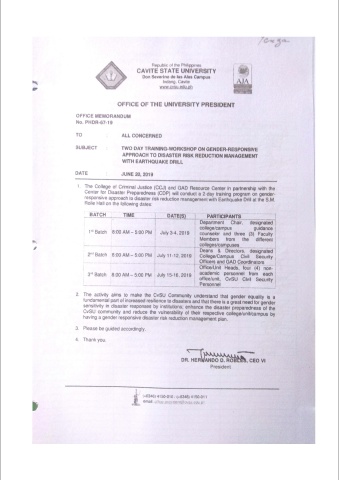 Republic of the Philippines
CAVITE STATE UNIVERSITY
Don Severino de las Alas Campus
Indang, Cavite
www.cvsu.edu.ph
OFFICE OF THE UNIVERSITY PRESIDENT
OFFICE MEMORANDUM
TO : ALL CONCERNED
SUBJECT : TWO DAY TRAINING-WORKSHOP ON GENDER-RESPONSIVE
APPROACH TO DISASTER RISK REDUCTION MANAGEMENT
WITH EARTHQUAKE DRILL
DATE : JUNE 20, 2019
1. The College of Criminal Justice (CCJ) and GAD Resource Center in partnership with the
Center for Disaster Preparedness (CDP) will conduct a 2-day training program on gender-
responsive approach to disaster risk reduction management with Earthquake Drill at the S.M.
Rolle Hall on the following dates:
BATCH TIME DATE(S) PARTICIPANTS
1st Batch 8:00 AM – 5:00 PM July 3-4, 2019 Department Chair, designated
college/campus guidance
counselor and three (3) Faculty
Members from the different
colleges/campuses
2nd Batch 8:00 AM – 5:00 PM July 11-12, 2019 Deans & Directors, designated
College/Campus Civil Security
Officers and GAD Coordinators
3rd Batch 8:00 AM – 5:00 PM July 15-16, 2019 Office/Unit Heads, four (4) non-
academic personnel from each
office/unit, CvSU Civil Security
Personnel
2. The activity aims to make the CvSU Community understand that gender equality is a
fundamental part of increased resilience to disasters and that there is a great need for gender
sensitivity in disaster responses by institutions; enhance the disaster preparedness of the
CvSU community and reduce the vulnerability of their respective college/unit/campus by
having a gender responsive disaster risk reduction management plan.
3. Please be guided accordingly.
4. Thank you.
DR. HERNANDO D. ROBLES, CEO VI
President